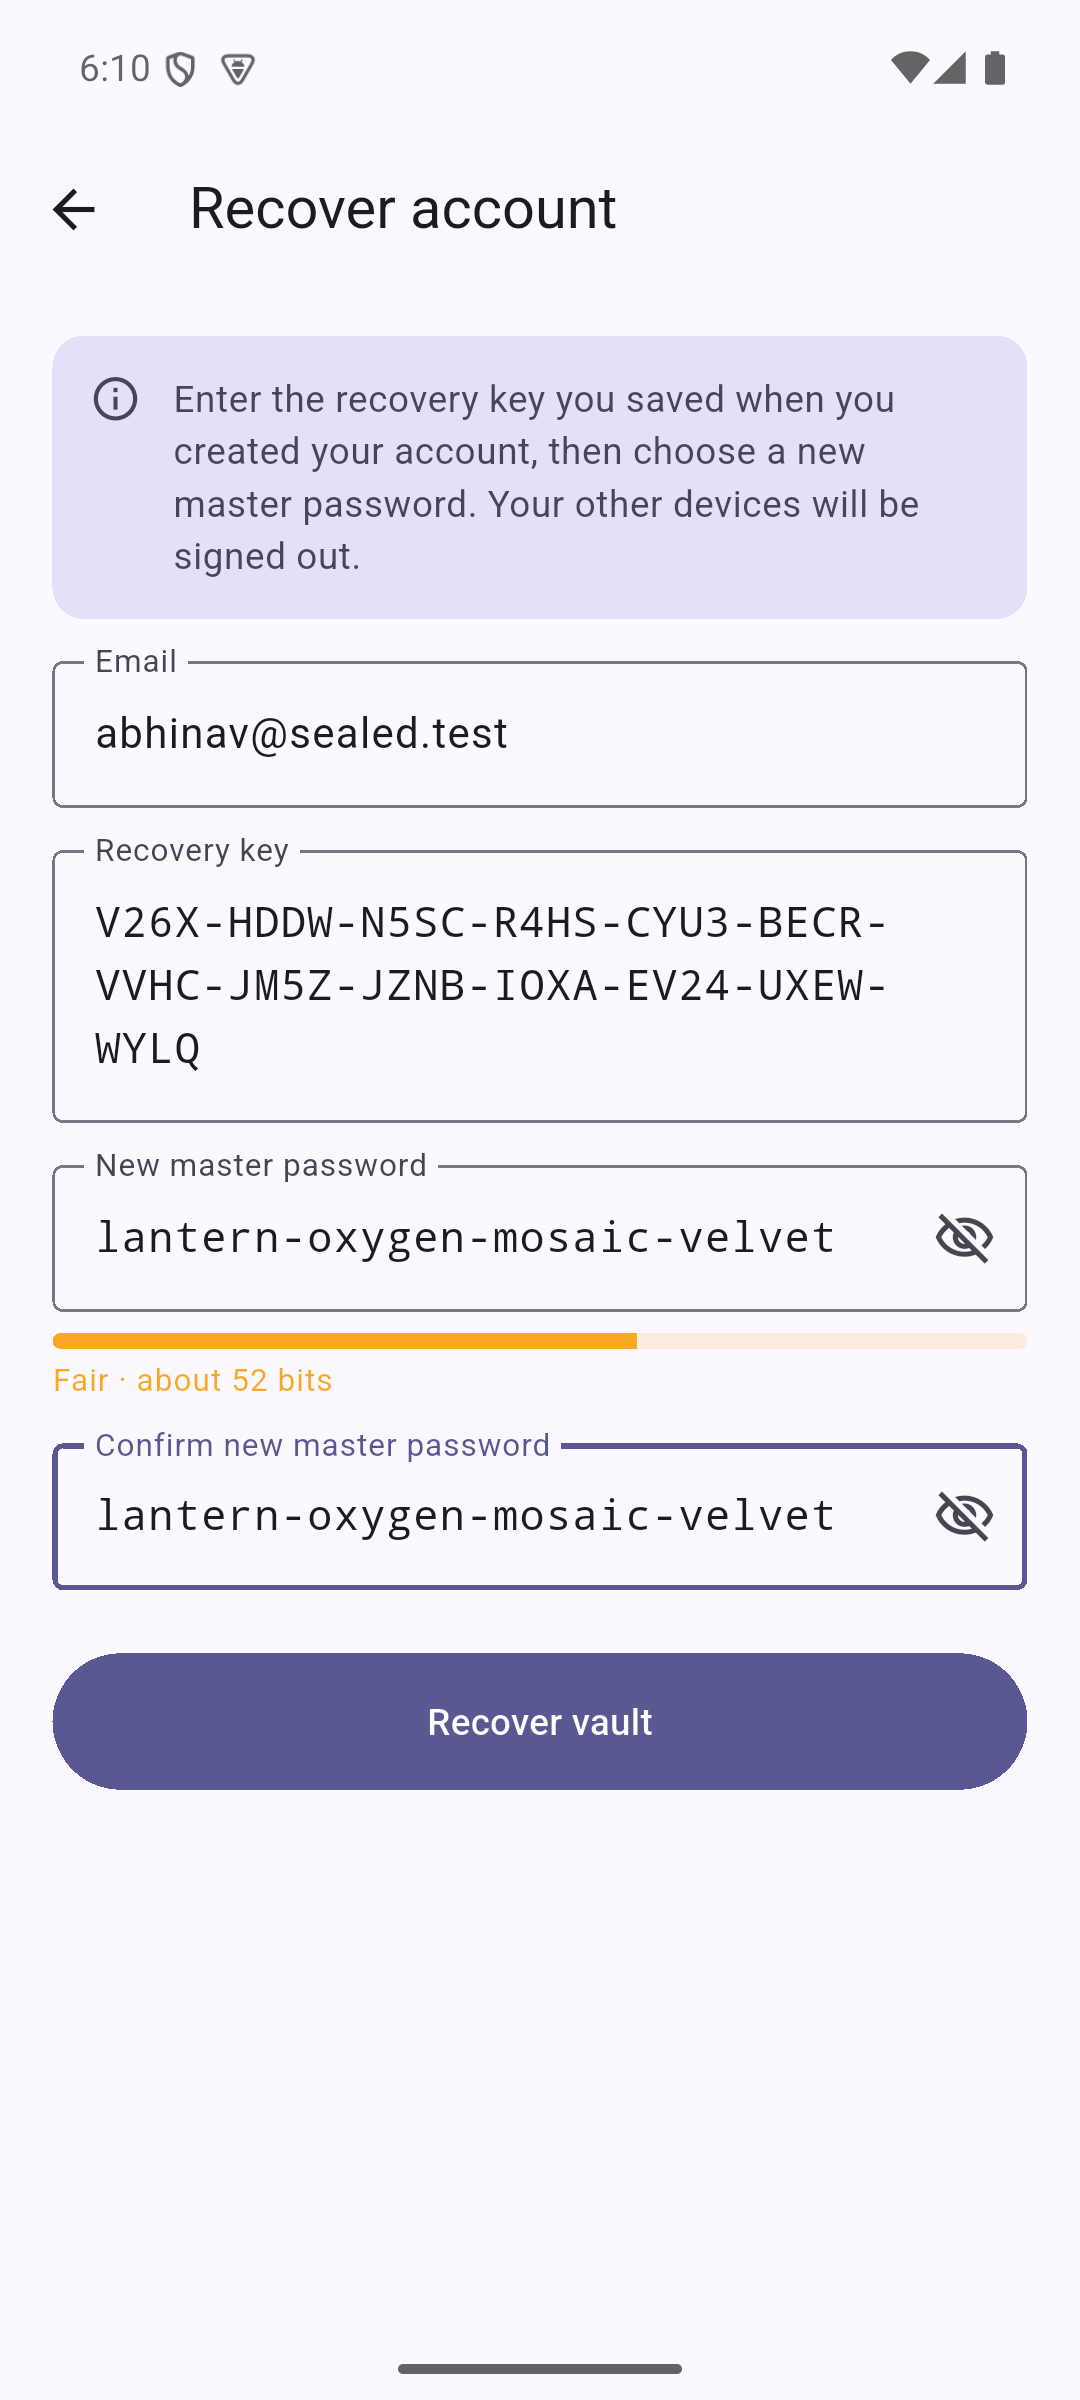 6:10
Recover account
Enter the recovery key you saved when you
created your account, then choose a new
master password. Your other devices will be
signed out.
Email
abhinav@sealed.test
Recovery key
V26X-HDDW-N5SC-R4HS-CYU3-BECR-
VVHC-JM5Z-JZNB-IOXA-EV24-UXEW-
WYLQ
New master password
lantern-oxygen-mosaic-velvet
Fair · about 52 bits
Confirm new master password
lantern-oxygen-mosaic-velvet
Recover vault